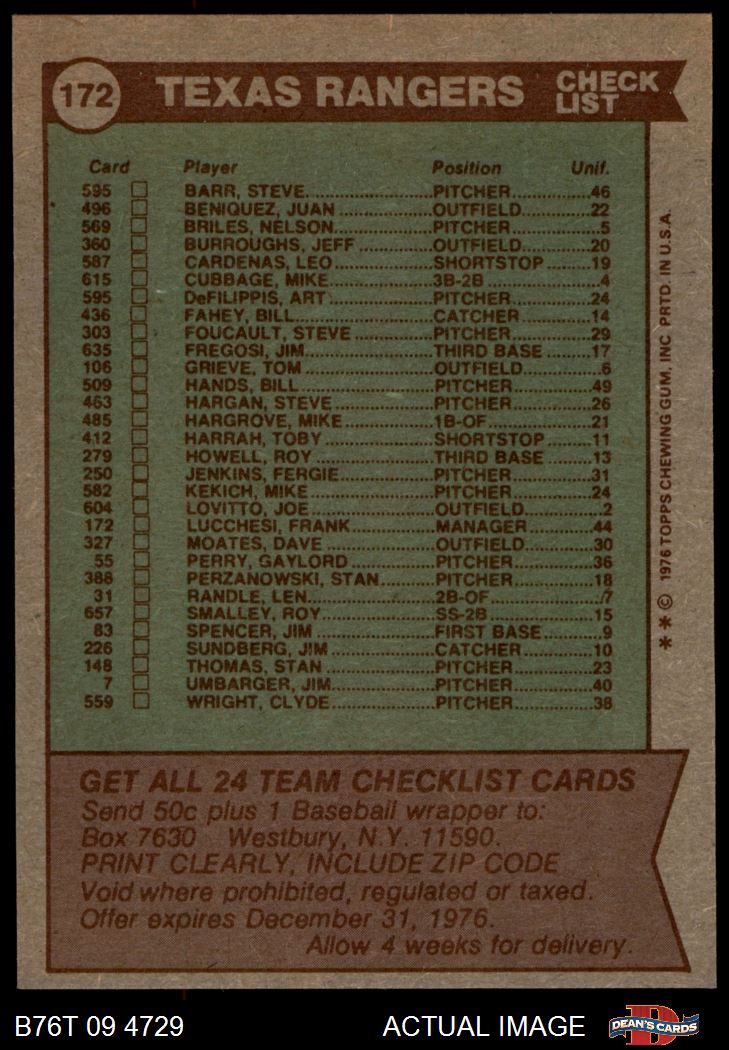 172 TEXAS RANGERS CHECK LIST
Card Player Position Unif.
595 BARR, STEVE PITCHER 46
496 BENIQUEZ, JUAN OUTFIELD 22
569 BRILES, NELSON PITCHER 5
360 BURROUGHS, JEFF OUTFIELD 20
587 CARDENAS, LEO SHORTSTOP 19
615 CUBBAGE, MIKE 3B-2B 4
595 DeFILIPPIS, ART PITCHER 24
436 FAHEY, BILL CATCHER 14
303 FOUCAULT, STEVE PITCHER 29
635 FREGOSI, JIM THIRD BASE 17
106 GRIEVE, TOM OUTFIELD 6
509 HANDS, BILL PITCHER 49
463 HARGAN, STEVE PITCHER 26
485 HARGROVE, MIKE 1B-OF 21
412 HARRAH, TOBY SHORTSTOP 11
279 HOWELL, ROY THIRD BASE 13
250 JENKINS, FERGIE PITCHER 31
582 KEKICH, MIKE PITCHER 24
604 LOVITTO, JOE OUTFIELD 2
172 LUCCHESI, FRANK MANAGER 44
327 MOATES, DAVE OUTFIELD 30
55 PERRY, GAYLORD PITCHER 36
388 PERZANOWSKI, STAN PITCHER 18
31 RANDLE, LEN 2B-OF 7
657 SMALLEY, ROY SS-2B 15
83 SPENCER, JIM FIRST BASE 9
226 SUNDBERG, JIM CATCHER 10
148 THOMAS, STAN PITCHER 23
7 UMBARGER, JIM PITCHER 40
559 WRIGHT, CLYDE PITCHER 38
* * © 1976 TOPPS CHEWING GUM, INC. PRTD. IN U.S.A.
GET ALL 24 TEAM CHECKLIST CARDS
Send 50c plus 1 Baseball wrapper to:
Box 7630 Westbury, N.Y. 11590.
PRINT CLEARLY, INCLUDE ZIP CODE
Void where prohibited, regulated or taxed.
Offer expires December 31, 1976.
Allow 4 weeks for delivery.
B76T 09 4729 ACTUAL IMAGE D DEAN'S CARDS